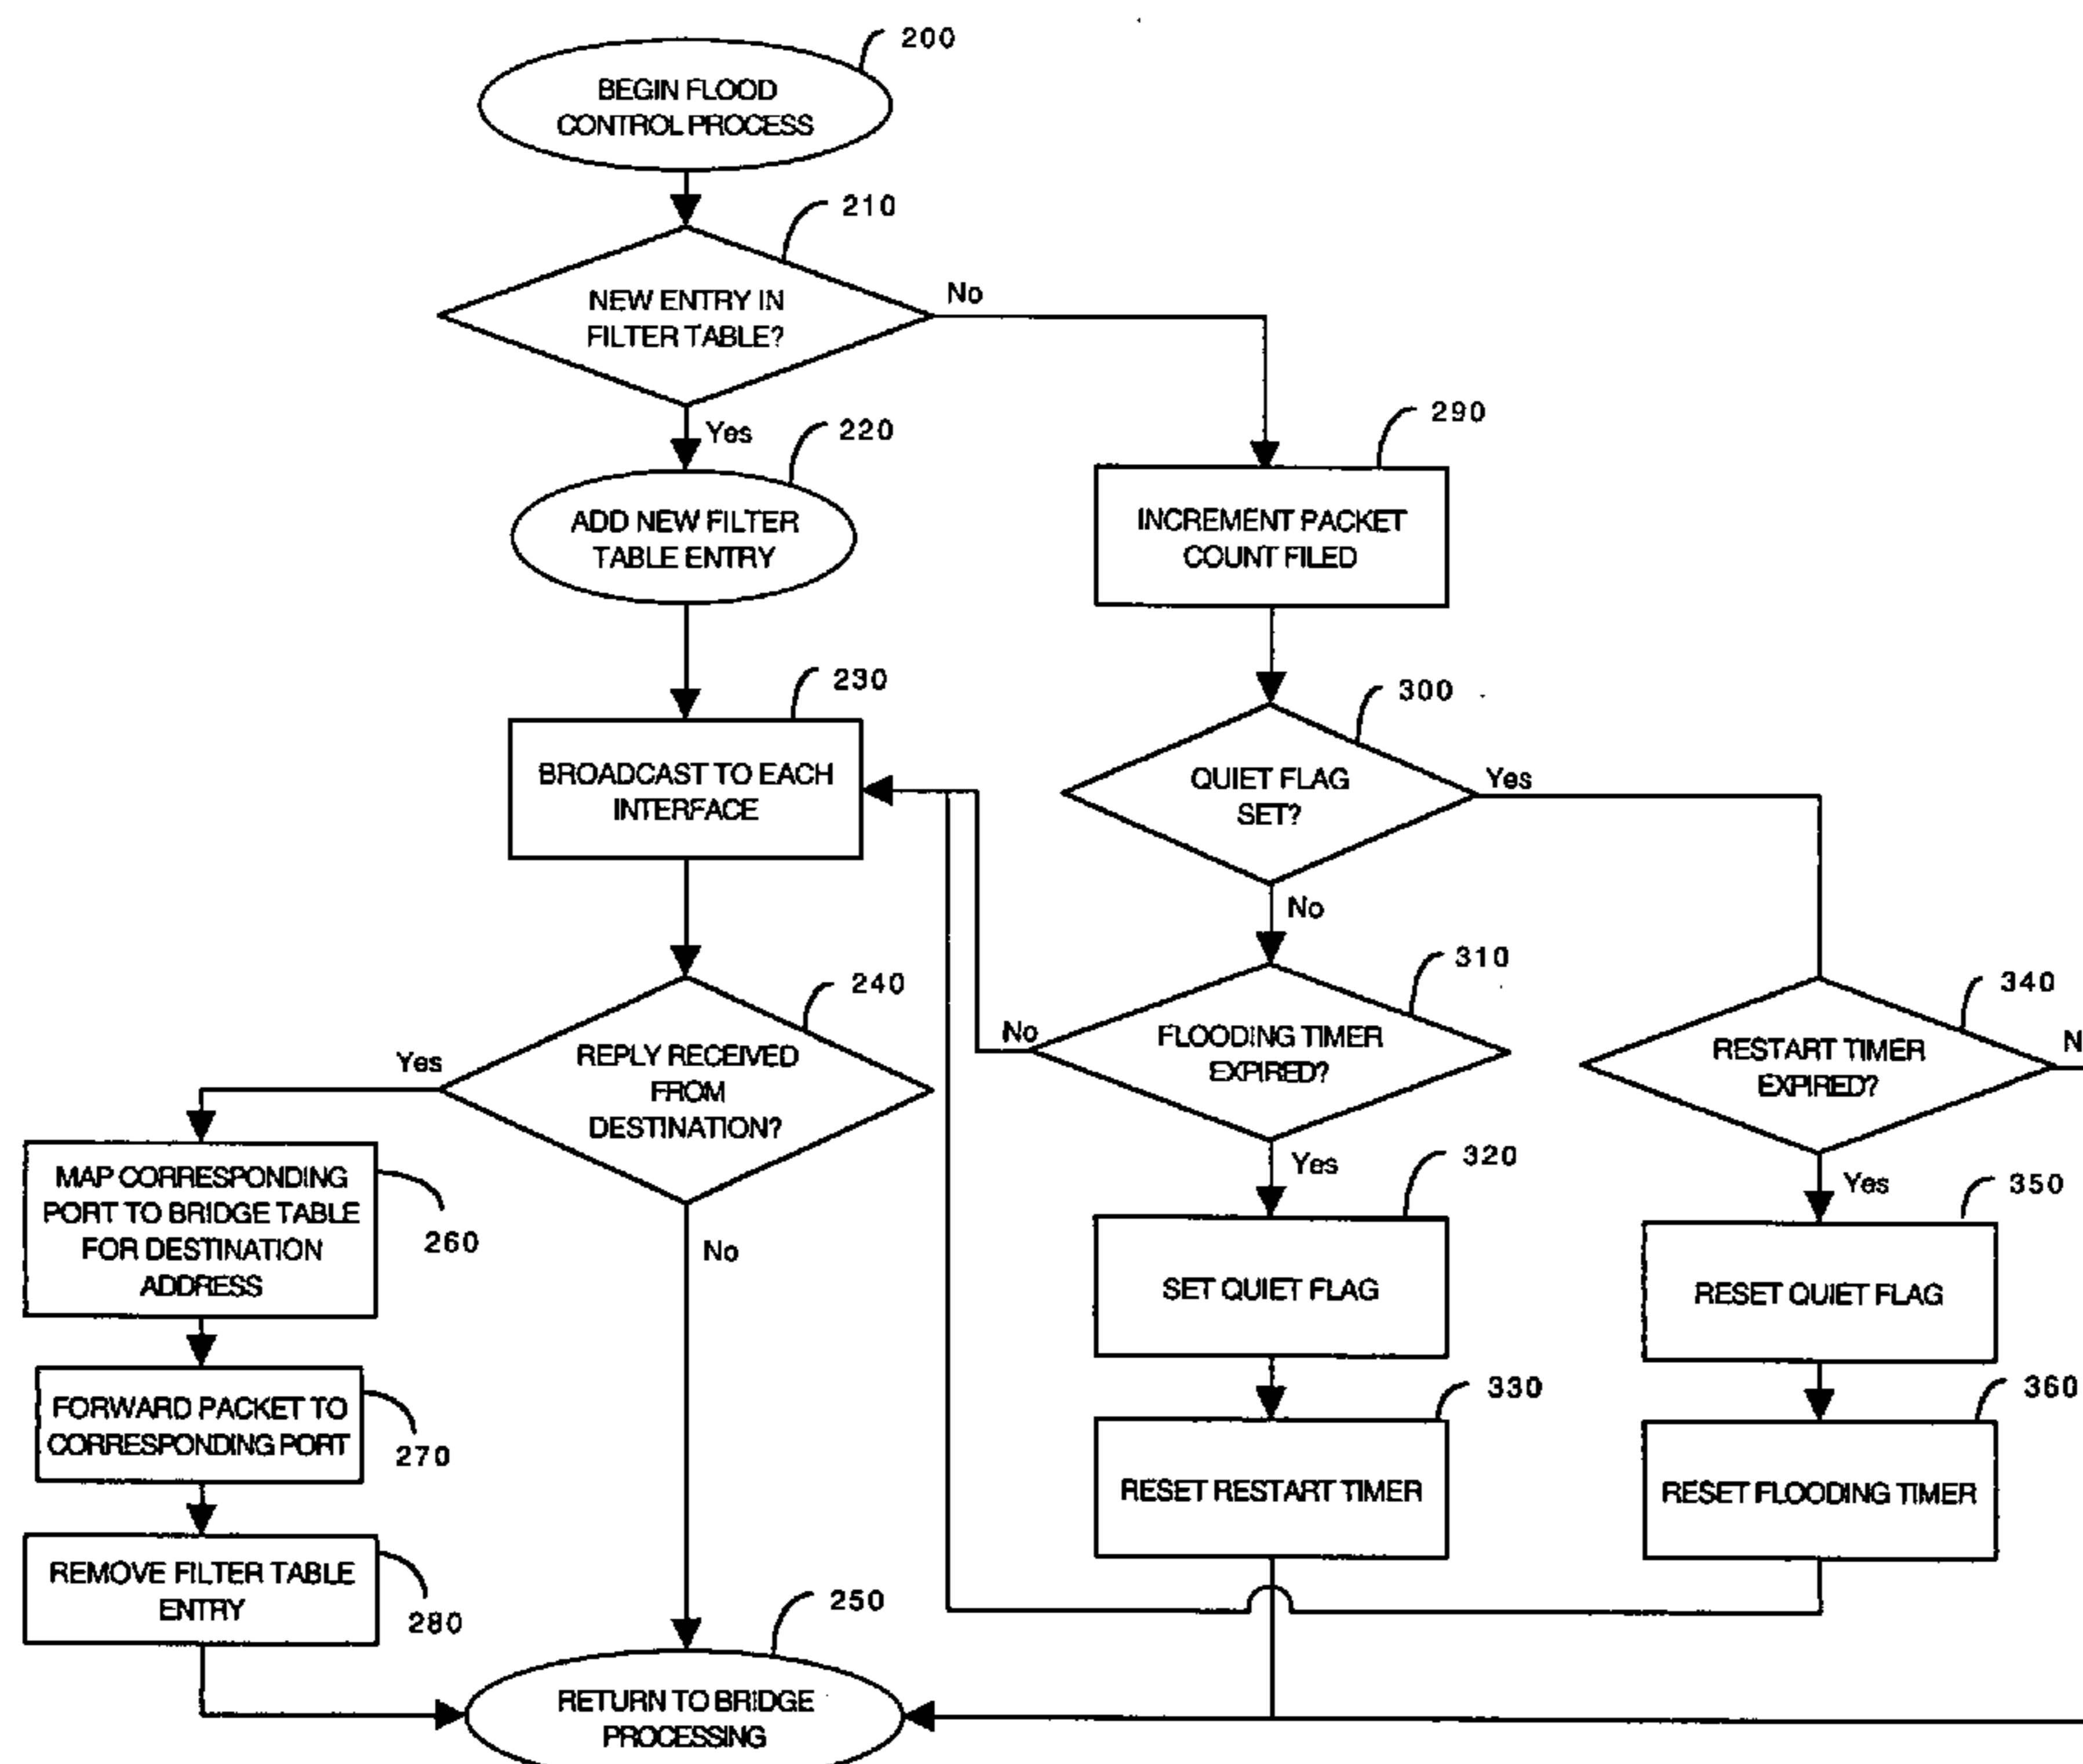 200
BEGIN FLOOD
CONTROL PROCESS
210
NEW ENTRY IN
FILTER TABLE?
No
Yes
220
ADD NEW FILTER
TABLE ENTRY
290
INCREMENT PACKET
COUNT FILED
230
BROADCAST TO EACH
INTERFACE
300
QUIET FLAG
SET?
Yes
No
240
REPLY RECEIVED
FROM
DESTINATION?
Yes
No
310
FLOODING TIMER
EXPIRED?
No
Yes
340
RESTART TIMER
EXPIRED?
N
Yes
260
MAP CORRESPONDING
PORT TO BRIDGE TABLE
FOR DESTINATION
ADDRESS
320
SET QUIET FLAG
350
RESET QUIET FLAG
270
FORWARD PACKET TO
CORRESPONDING PORT
330
RESET RESTART TIMER
360
RESET FLOODING TIMER
280
REMOVE FILTER TABLE
ENTRY
250
RETURN TO BRIDGE
PROCESSING